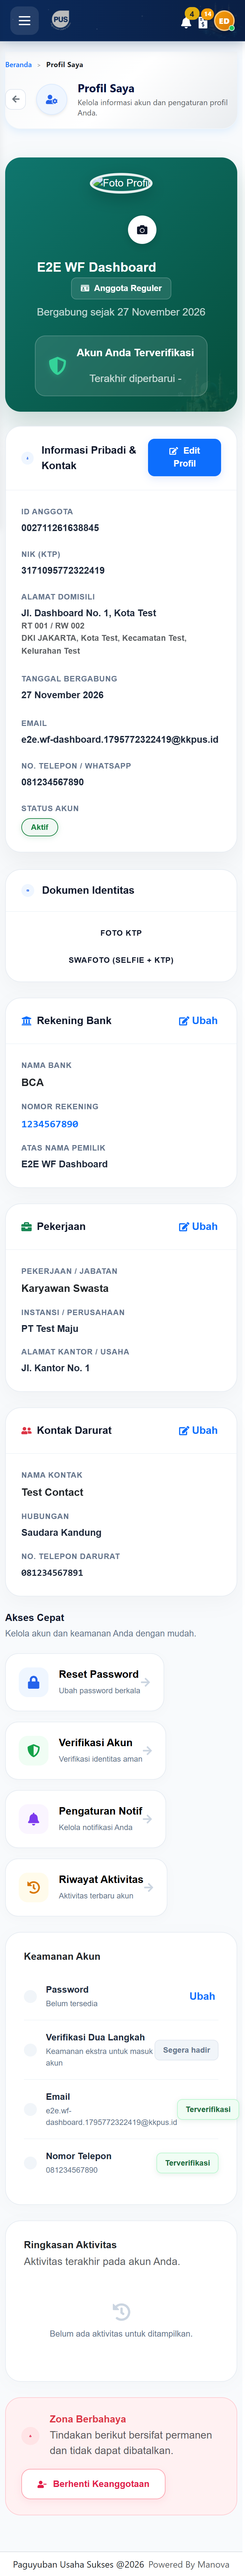 PUS
4
14
ED
Beranda » Profil Saya
Profil Saya
Kelola informasi akun dan pengaturan profil
Anda.
Foto Profil
E2E WF Dashboard
Anggota Reguler
Bergabung sejak 27 November 2026
Akun Anda Terverifikasi
Terakhir diperbarui -
Informasi Pribadi &
Kontak
Edit
Profil
ID ANGGOTA
002711261638845
NIK (KTP)
3171095772322419
ALAMAT DOMISILI
Jl. Dashboard No. 1, Kota Test
RT 001 / RW 002
DKI JAKARTA, Kota Test, Kecamatan Test,
Kelurahan Test
TANGGAL BERGABUNG
27 November 2026
EMAIL
e2e.wf-dashboard.1795772322419@kkpus.id
NO. TELEPON / WHATSAPP
081234567890
STATUS AKUN
Aktif
Dokumen Identitas
FOTO KTP
SWAFOTO (SELFIE + KTP)
Rekening Bank
Ubah
NAMA BANK
BCA
NOMOR REKENING
1234567890
ATAS NAMA PEMILIK
E2E WF Dashboard
Pekerjaan
Ubah
PEKERJAAN / JABATAN
Karyawan Swasta
INSTANSI / PERUSAHAAN
PT Test Maju
ALAMAT KANTOR / USAHA
Jl. Kantor No. 1
Kontak Darurat
Ubah
NAMA KONTAK
Test Contact
HUBUNGAN
Saudara Kandung
NO. TELEPON DARURAT
081234567891
Akses Cepat
Kelola akun dan keamanan Anda dengan mudah.
Reset Password
Ubah password berkala
Verifikasi Akun
Verifikasi identitas aman
Pengaturan Notif
Kelola notifikasi Anda
Riwayat Aktivitas
Aktivitas terbaru akun
Keamanan Akun
Password
Belum tersedia
Ubah
Verifikasi Dua Langkah
Keamanan ekstra untuk masuk
akun
Segera hadir
Email
e2e.wf-
dashboard.1795772322419@kkpus.id
Terverifikasi
Nomor Telepon
081234567890
Terverifikasi
Ringkasan Aktivitas
Aktivitas terakhir pada akun Anda.
Belum ada aktivitas untuk ditampilkan.
Zona Berbahaya
Tindakan berikut bersifat permanen
dan tidak dapat dibatalkan.
Berhenti Keanggotaan
Paguyuban Usaha Sukses @2026 Powered By Manova